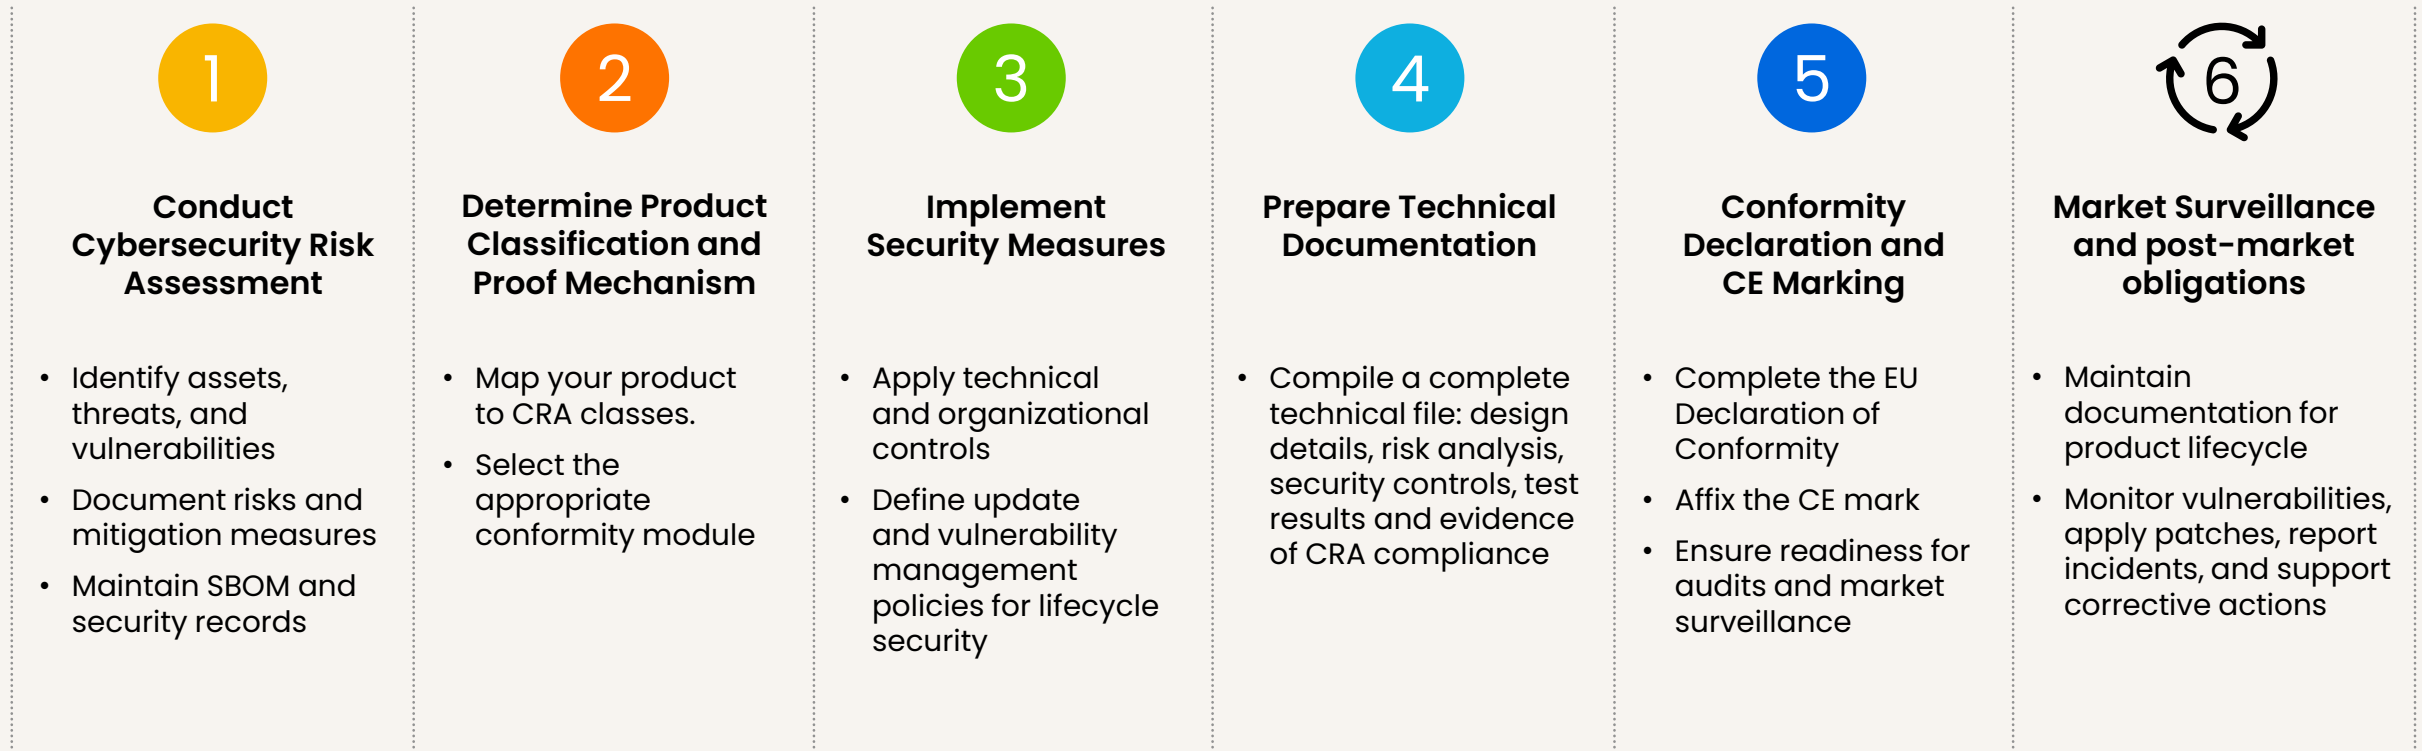 1
Conduct
Cybersecurity Risk
Assessment
• Identify assets,
threats, and
vulnerabilities
• Document risks and
mitigation measures
• Maintain SBOM and
security records
2
Determine Product
Classification and
Proof Mechanism
• Map your product
to CRA classes.
• Select the
appropriate
conformity module
3
Implement
Security Measures
• Apply technical
and organizational
controls
• Define update
and vulnerability
management
policies for lifecycle
security
4
Prepare Technical
Documentation
• Compile a complete
technical file: design
details, risk analysis,
security controls, test
results and evidence
of CRA compliance
5
Conformity
Declaration and
CE Marking
• Complete the EU
Declaration of
Conformity
• Affix the CE mark
• Ensure readiness for
audits and market
surveillance
6
Market Surveillance
and post-market
obligations
• Maintain
documentation for
product lifecycle
• Monitor vulnerabilities,
apply patches, report
incidents, and support
corrective actions